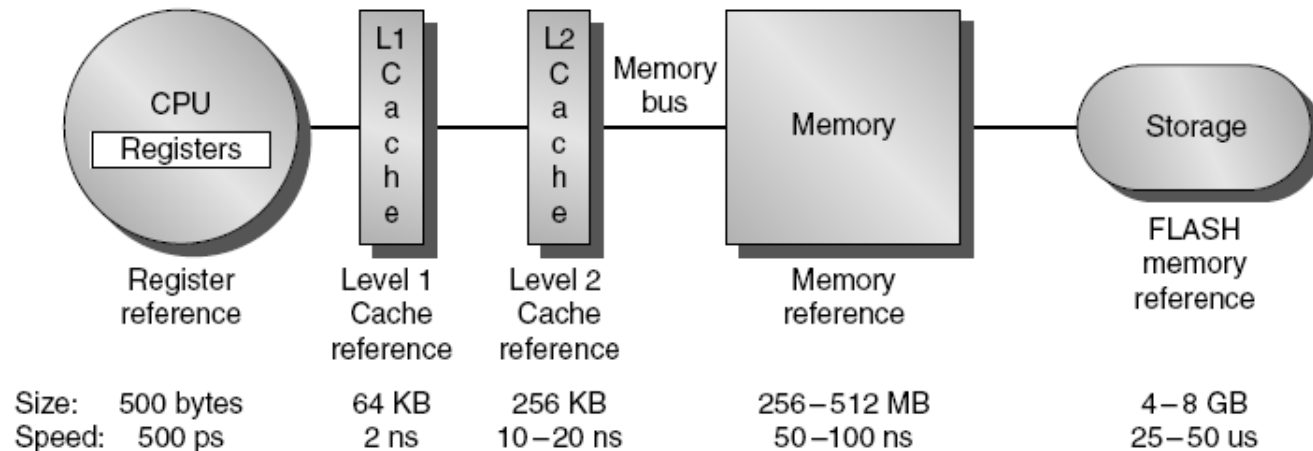 CPU
Registers
L1
C
a
c
h
e
L2
C
a
c
h
e
Memory
bus
Memory
Storage
Register
reference
Level 1
Cache
reference
Level 2
Cache
reference
Memory
reference
FLASH
memory
reference
Size: 500 bytes 64 KB 256 KB 256–512 MB 4–8 GB
Speed: 500 ps 2 ns 10–20 ns 50–100 ns 25–50 us